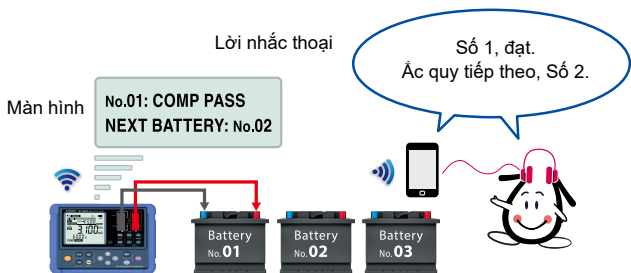 Lời nhắc thoại
Số 1, đạt.
Ắc quy tiếp theo, Số 2.
Màn hình
No.01: COMP PASS
NEXT BATTERY: No.02
Battery
No.01
Battery
No.02
Battery
No.03